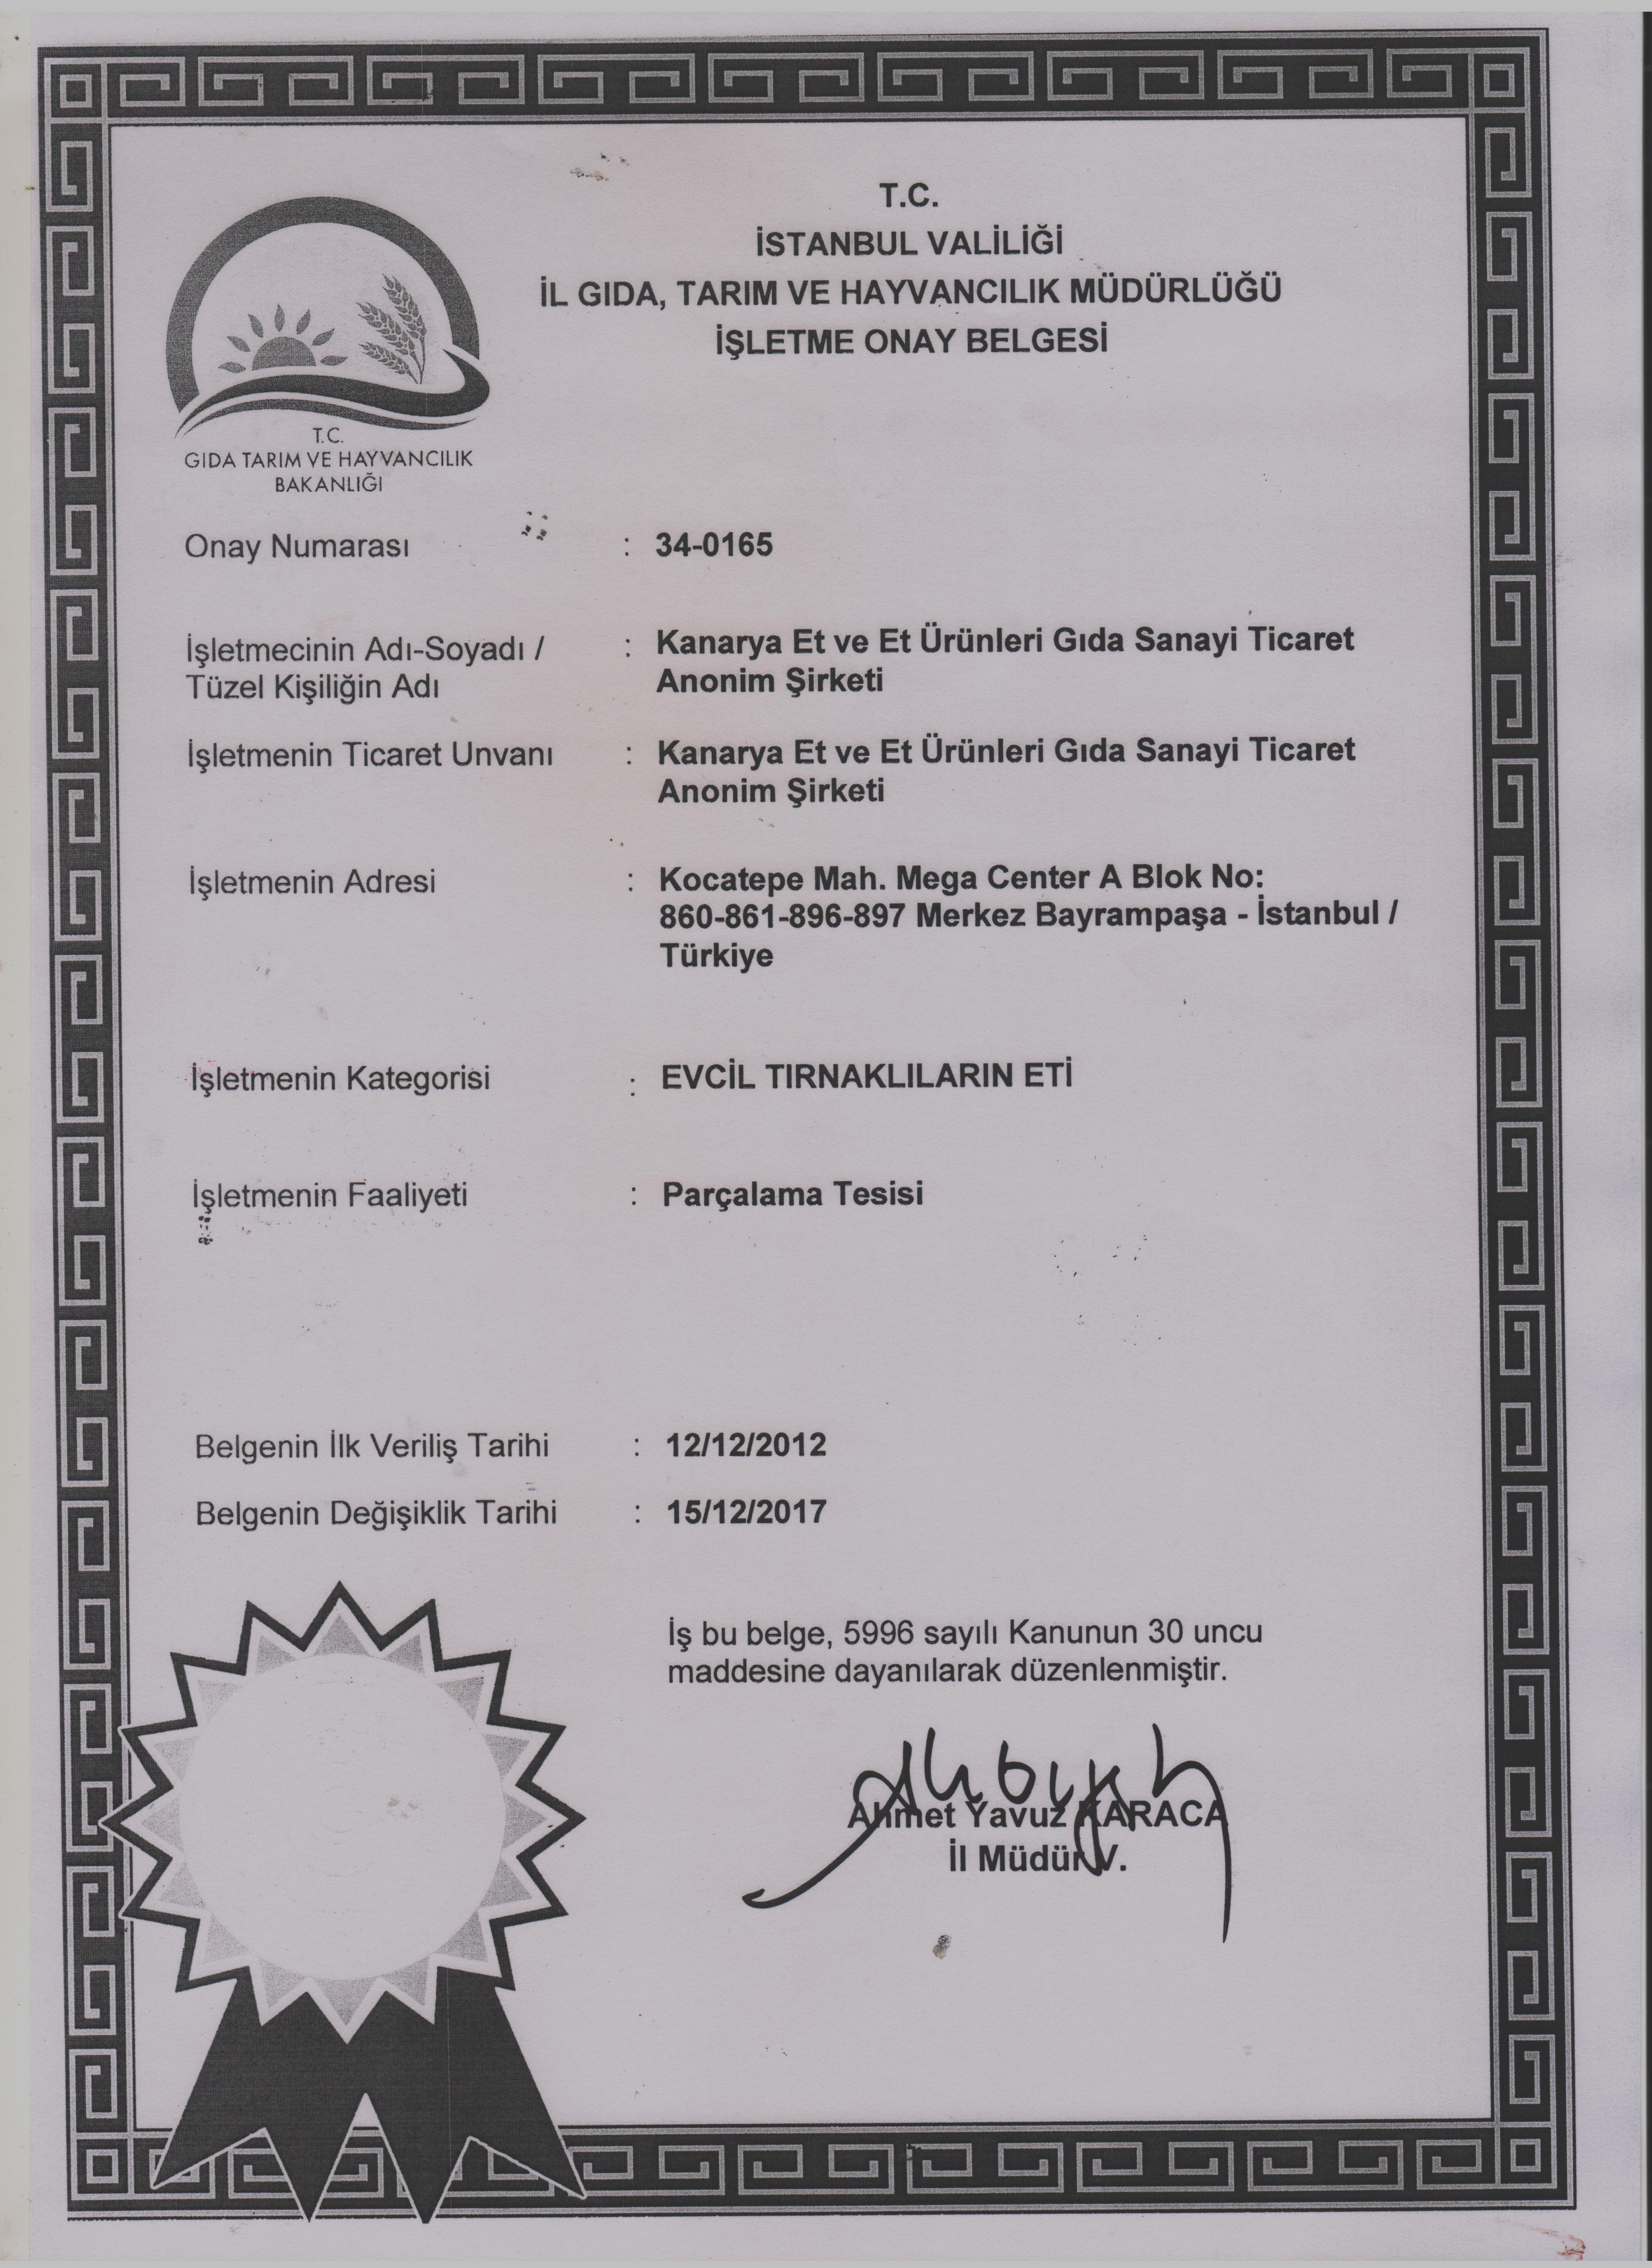 T.C.
İSTANBUL VALİLİĞİ
İL GIDA, TARIM VE HAYVANCILIK MÜDÜRLÜĞÜ
İŞLETME ONAY BELGESİ
T.C.
GIDA TARIM VE HAYVANCILIK
BAKANLIĞI
Onay Numarası : 34-0165
İşletmecinin Adı-Soyadı / : Kanarya Et ve Et Ürünleri Gıda Sanayi Ticaret
Tüzel Kişiliğin Adı Anonim Şirketi
İşletmenin Ticaret Unvanı : Kanarya Et ve Et Ürünleri Gıda Sanayi Ticaret
Anonim Şirketi
İşletmenin Adresi : Kocatepe Mah. Mega Center A Blok No:
860-861-896-897 Merkez Bayrampaşa - İstanbul /
Türkiye
İşletmenin Kategorisi : EVCİL TIRNAKLILARIN ETİ
İşletmenin Faaliyeti : Parçalama Tesisi
Belgenin İlk Veriliş Tarihi : 12/12/2012
Belgenin Değişiklik Tarihi : 15/12/2017
İş bu belge, 5996 sayılı Kanunun 30 uncu
maddesine dayanılarak düzenlenmiştir.
Ahmet Yavuz KARACA
İl Müdür V.